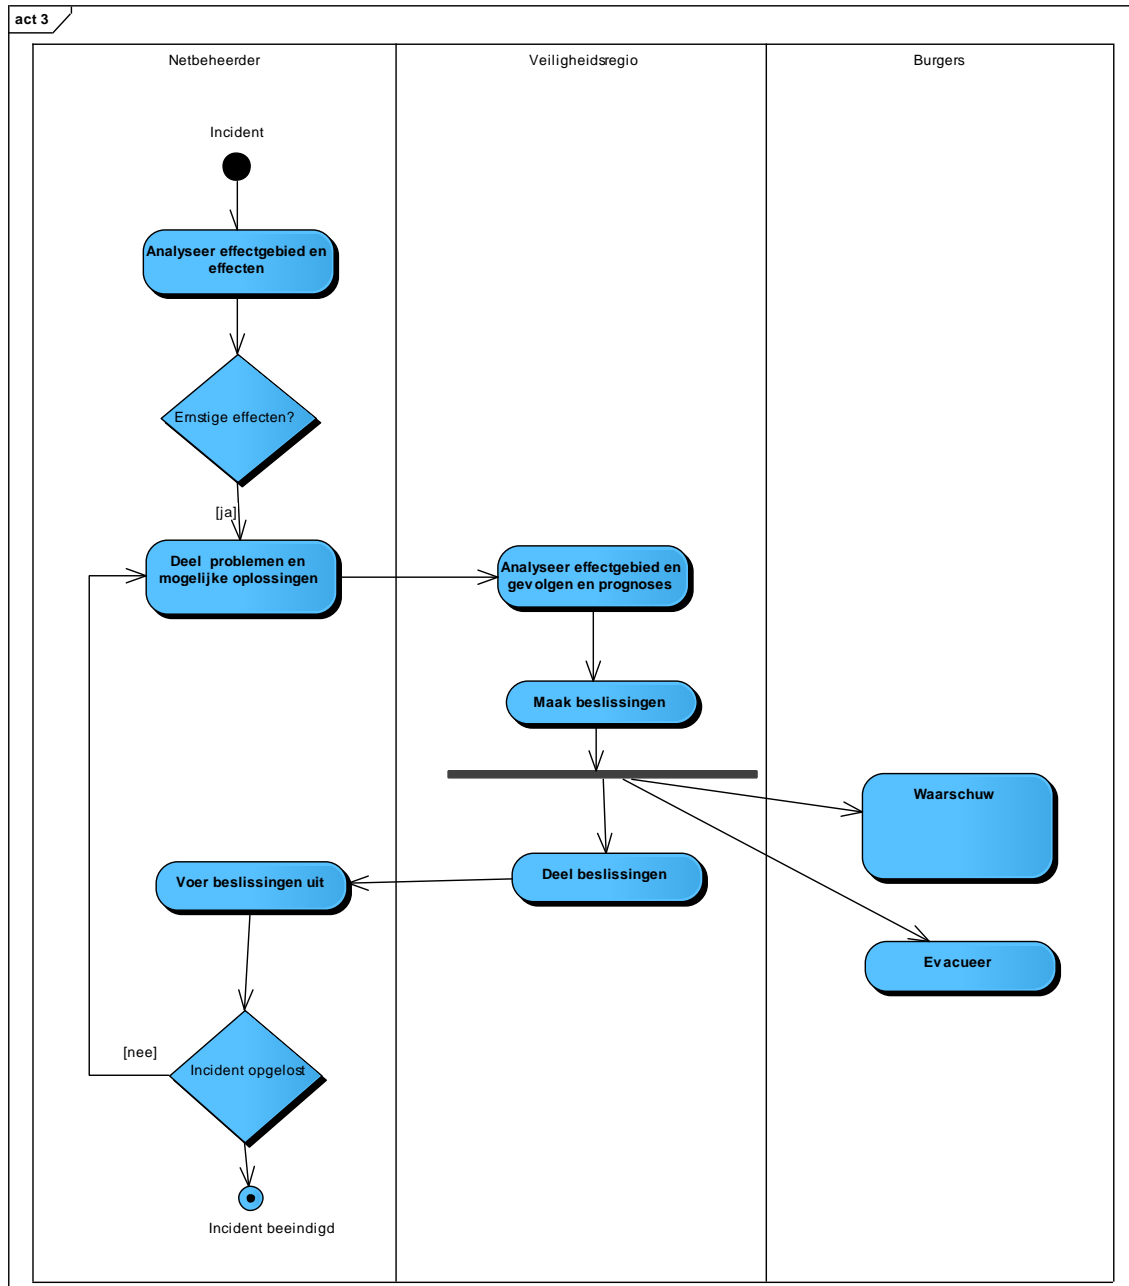 act 3
Netbeheerder
Veiligheidsregio
Burgers
Incident
Analyseer effectgebied en
effecten
Ernstige effecten?
[ja]
Deel problemen en
mogelijke oplossingen
Analyseer effectgebied en
gevolgen en prognoses
Maak beslissingen
Waarschuw
Voer beslissingen uit
Deel beslissingen
Evacueer
[nee]
Incident opgelost
Incident beeindigd